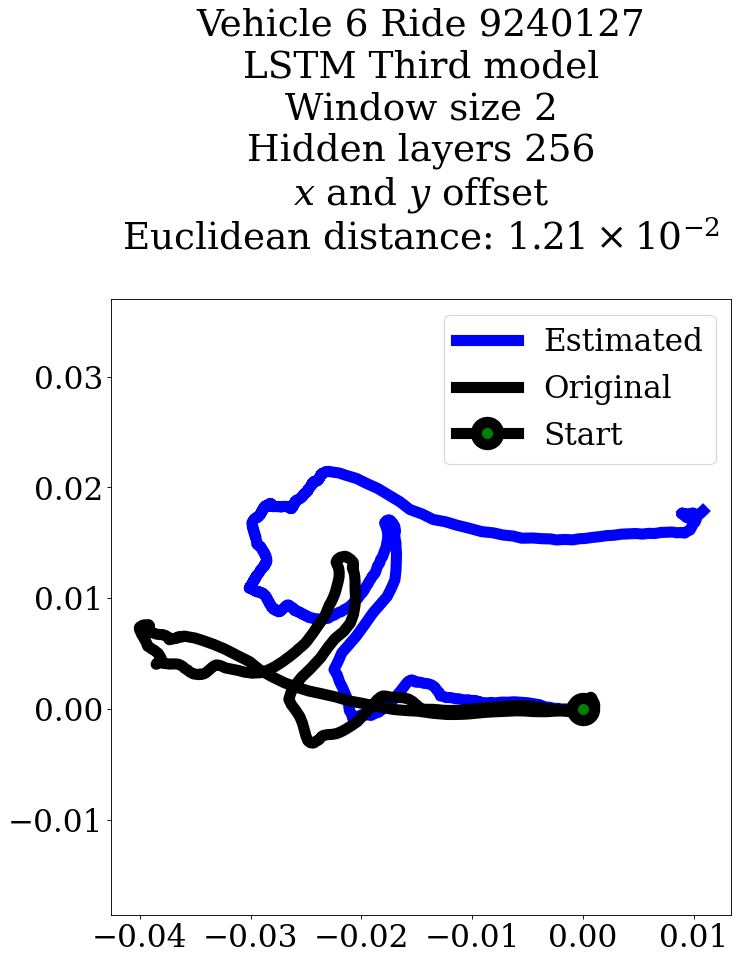 Vehicle 6 Ride 9240127
LSTM Third model
Window size 2
Hidden layers 256
x and y offset
Euclidean distance: 1.21 × 10⁻²
Estimated
Original
Start
0.03
0.02
0.01
0.00
−0.01
−0.04 −0.03 −0.02 −0.01 0.00 0.01